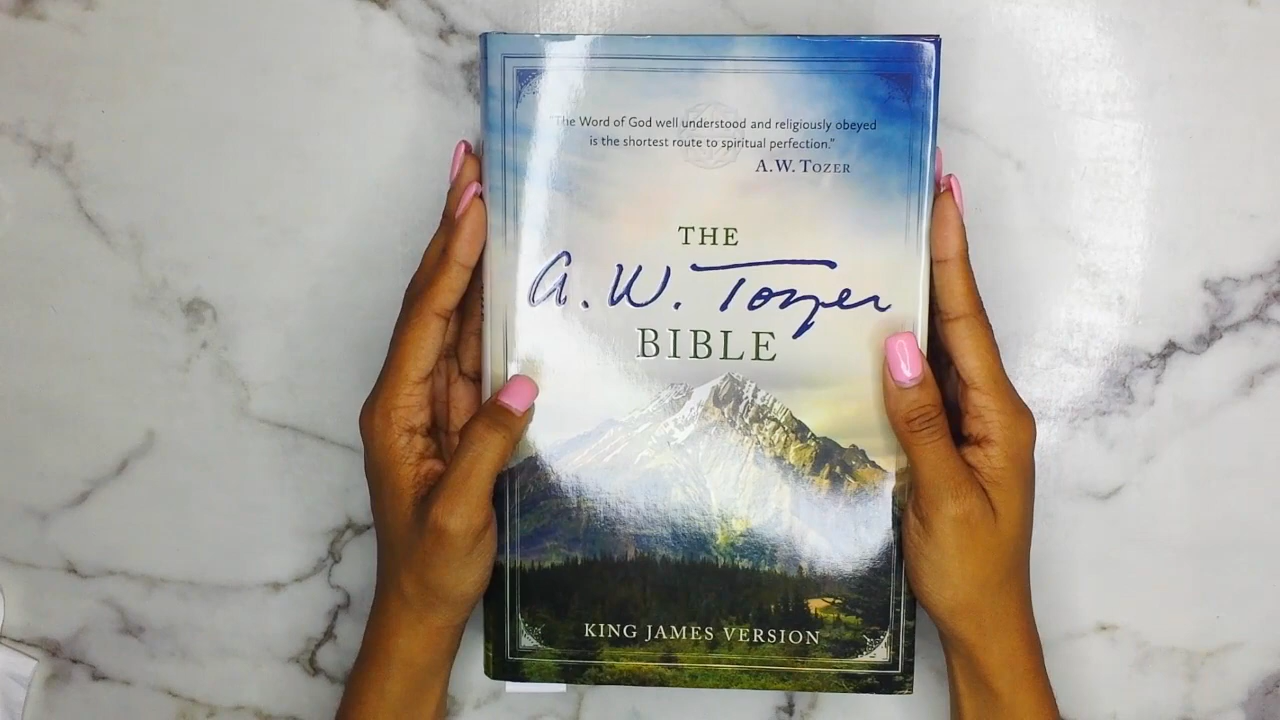 "The Word of God well understood and religiously obeyed
is the shortest route to spiritual perfection."
A.W. TOZER
THE
A. W. Tozer
BIBLE
KING JAMES VERSION